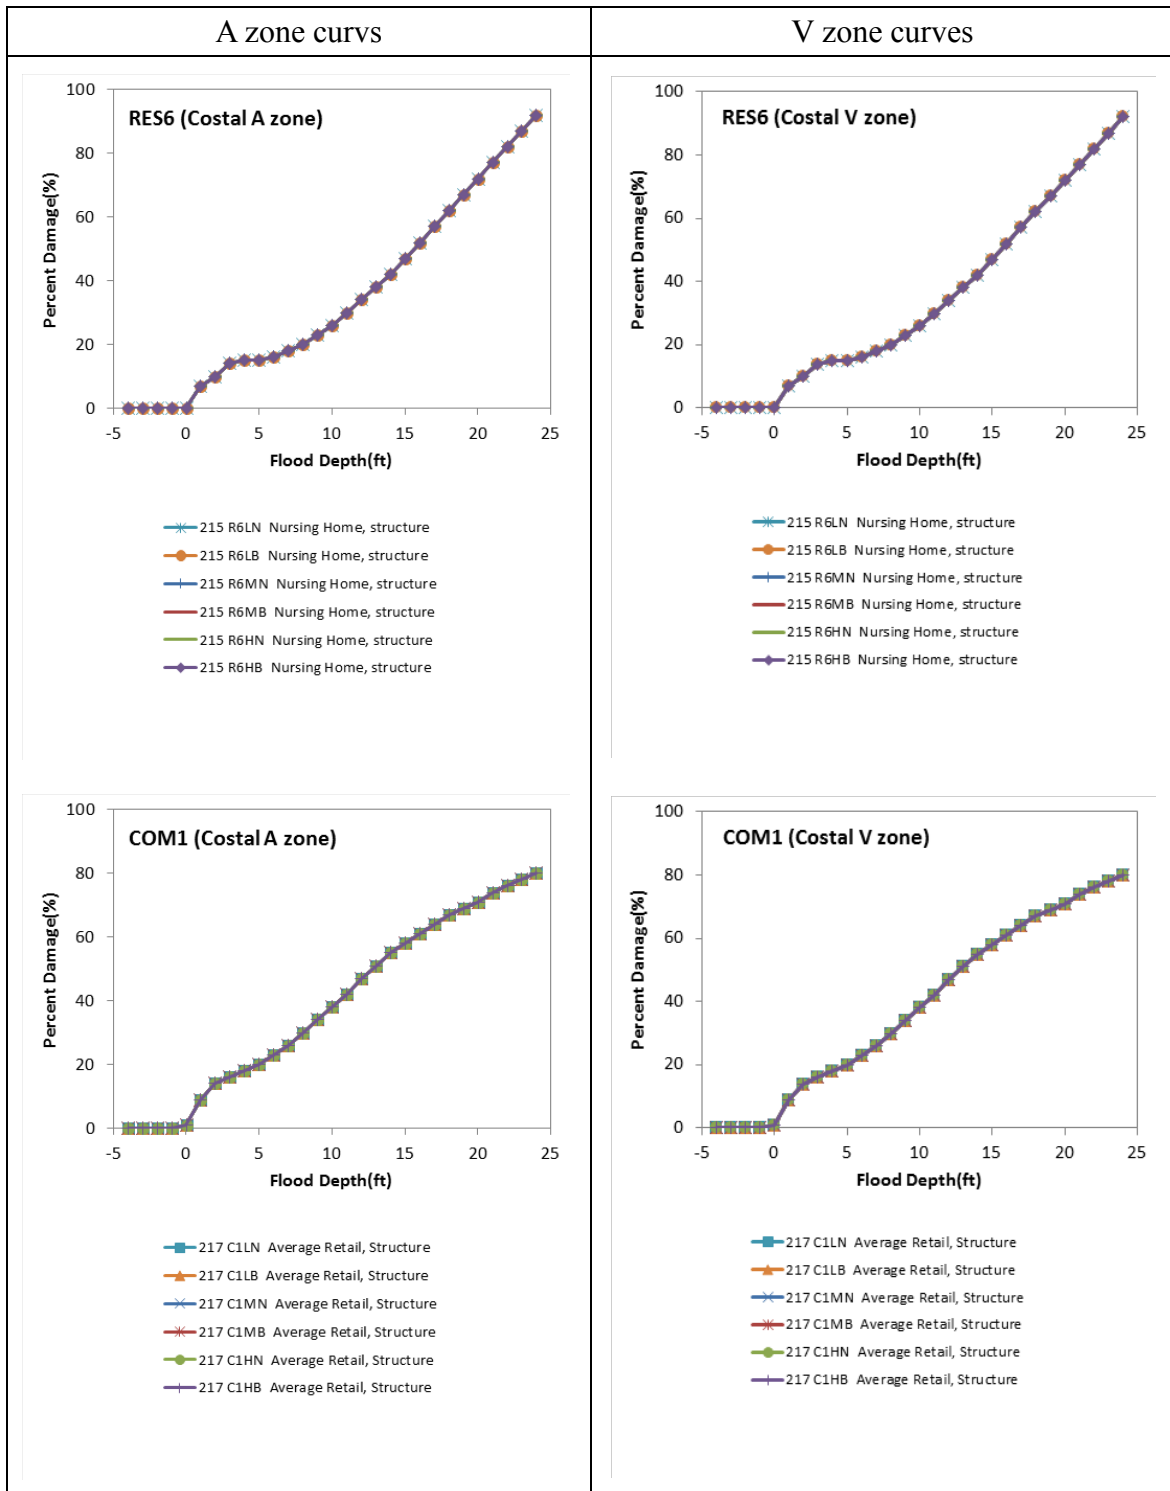 A zone curvs
V zone curves
RES6 (Costal A zone)
100
80
60
40
20
0
-5 0 5 10 15 20 25
Percent Damage(%)
Flood Depth(ft)
215 R6LN Nursing Home, structure
215 R6LB Nursing Home, structure
215 R6MN Nursing Home, structure
215 R6MB Nursing Home, structure
215 R6HN Nursing Home, structure
215 R6HB Nursing Home, structure
RES6 (Costal V zone)
100
80
60
40
20
0
-5 0 5 10 15 20 25
Percent Damage(%)
Flood Depth(ft)
215 R6LN Nursing Home, structure
215 R6LB Nursing Home, structure
215 R6MN Nursing Home, structure
215 R6MB Nursing Home, structure
215 R6HN Nursing Home, structure
215 R6HB Nursing Home, structure
COM1 (Costal A zone)
100
80
60
40
20
0
-5 0 5 10 15 20 25
Percent Damage(%)
Flood Depth(ft)
217 C1LN Average Retail, Structure
217 C1LB Average Retail, Structure
217 C1MN Average Retail, Structure
217 C1MB Average Retail, Structure
217 C1HN Average Retail, Structure
217 C1HB Average Retail, Structure
COM1 (Costal V zone)
100
80
60
40
20
0
-5 0 5 10 15 20 25
Percent Damage(%)
Flood Depth(ft)
217 C1LN Average Retail, Structure
217 C1LB Average Retail, Structure
217 C1MN Average Retail, Structure
217 C1MB Average Retail, Structure
217 C1HN Average Retail, Structure
217 C1HB Average Retail, Structure